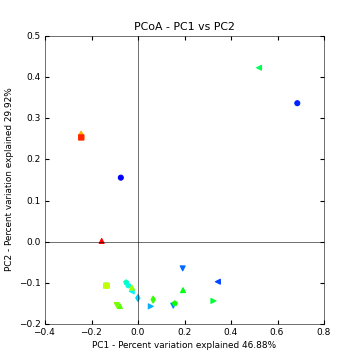 PCoA - PC1 vs PC2
0.5
0.4
0.3
0.2
0.1
0.0
−0.1
−0.2
−0.4 −0.2 0.0 0.2 0.4 0.6 0.8
PC2 - Percent variation explained 29.92%
PC1 - Percent variation explained 46.88%